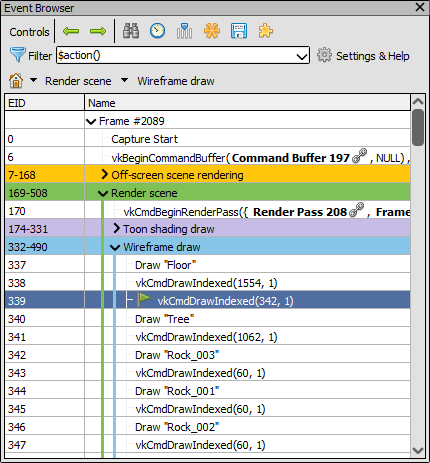 Event Browser
Controls
Filter $action() Settings & Help
Render scene Wireframe draw
EID Name
Frame #2089
0 Capture Start
6 vkBeginCommandBuffer( Command Buffer 197 , NULL) ,
7-168 Off-screen scene rendering
169-508 Render scene
170 vkCmdBeginRenderPass({ Render Pass 208 , Frame
174-331 Toon shading draw
332-490 Wireframe draw
337 Draw "Floor"
338 vkCmdDrawIndexed(1554, 1)
339 vkCmdDrawIndexed(342, 1)
340 Draw "Tree"
341 vkCmdDrawIndexed(1062, 1)
342 Draw "Rock_003"
343 vkCmdDrawIndexed(60, 1)
344 Draw "Rock_001"
345 vkCmdDrawIndexed(60, 1)
346 Draw "Rock_002"
347 vkCmdDrawIndexed(60, 1)